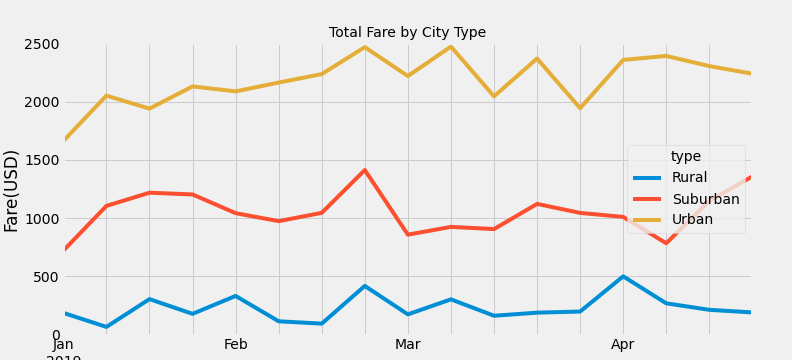 Total Fare by City Type
Fare(USD)
2500
2000
1500
1000
500
0
type
Rural
Suburban
Urban
Jan
Feb
Mar
Apr
2019